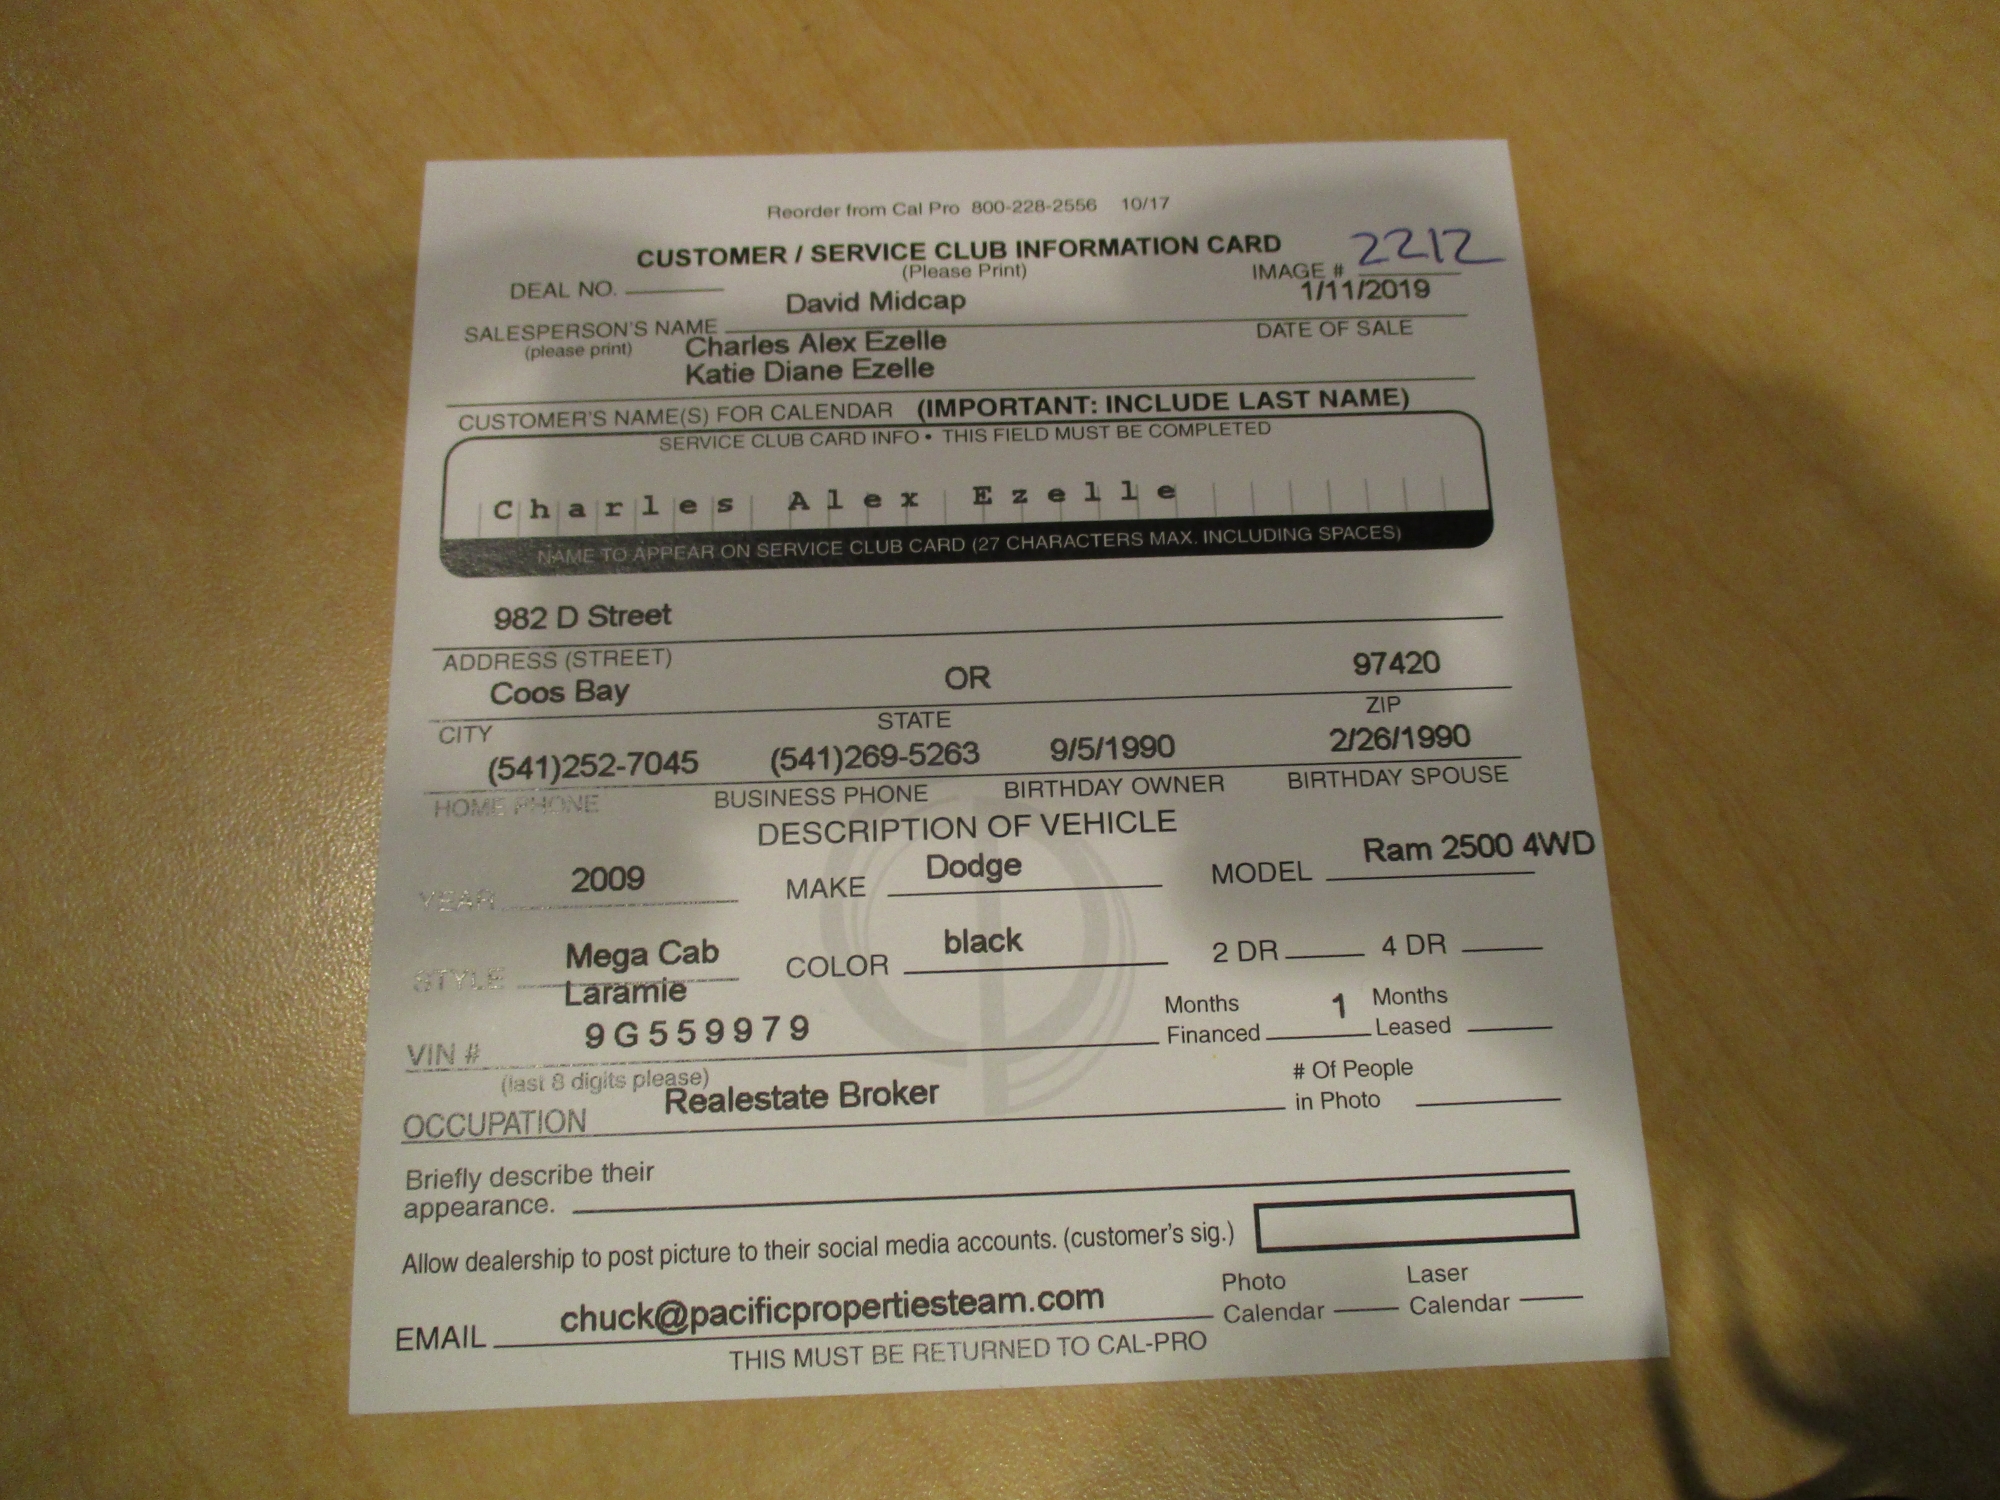 Reorder from Cal Pro 800-228-2556 10/17
CUSTOMER / SERVICE CLUB INFORMATION CARD
(Please Print)
IMAGE # 2212
DEAL NO.
David Midcap
1/11/2019
SALESPERSON'S NAME
(please print)
DATE OF SALE
Charles Alex Ezelle
Katie Diane Ezelle
CUSTOMER'S NAME(S) FOR CALENDAR (IMPORTANT: INCLUDE LAST NAME)
SERVICE CLUB CARD INFO • THIS FIELD MUST BE COMPLETED
Charles Alex Ezelle
NAME TO APPEAR ON SERVICE CLUB CARD (27 CHARACTERS MAX. INCLUDING SPACES)
982 D Street
ADDRESS (STREET)
Coos Bay OR 97420
CITY STATE ZIP
(541)252-7045 (541)269-5263 9/5/1990 2/26/1990
HOME PHONE BUSINESS PHONE BIRTHDAY OWNER BIRTHDAY SPOUSE
DESCRIPTION OF VEHICLE
YEAR 2009 MAKE Dodge MODEL Ram 2500 4WD
STYLE Mega Cab COLOR black 2 DR 4 DR
Laramie
VIN # 9G559979
(last 8 digits please)
Months Financed 1 Months Leased
OCCUPATION Realestate Broker
# Of People in Photo
Briefly describe their
appearance.
Allow dealership to post picture to their social media accounts. (customer's sig.)
EMAIL chuck@pacificpropertiesteam.com
Photo Calendar Laser Calendar
THIS MUST BE RETURNED TO CAL-PRO